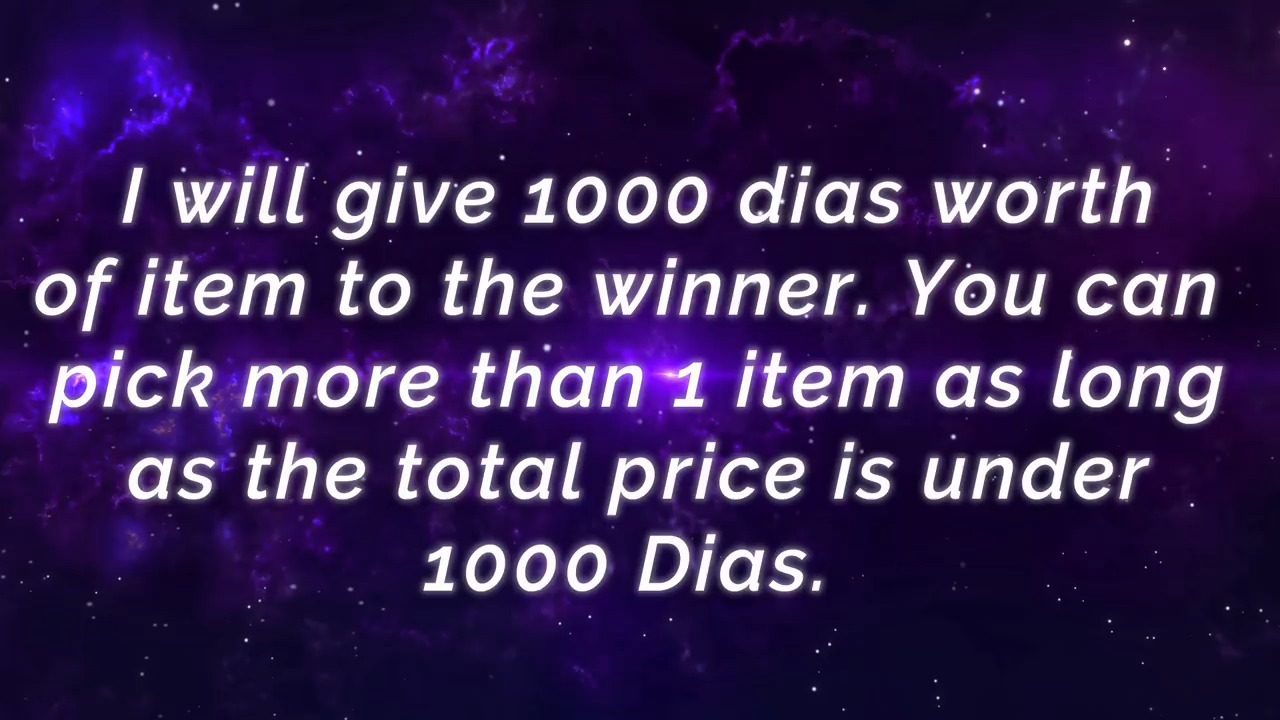 I will give 1000 dias worth
of item to the winner. You can
pick more than 1 item as long
as the total price is under
1000 Dias.